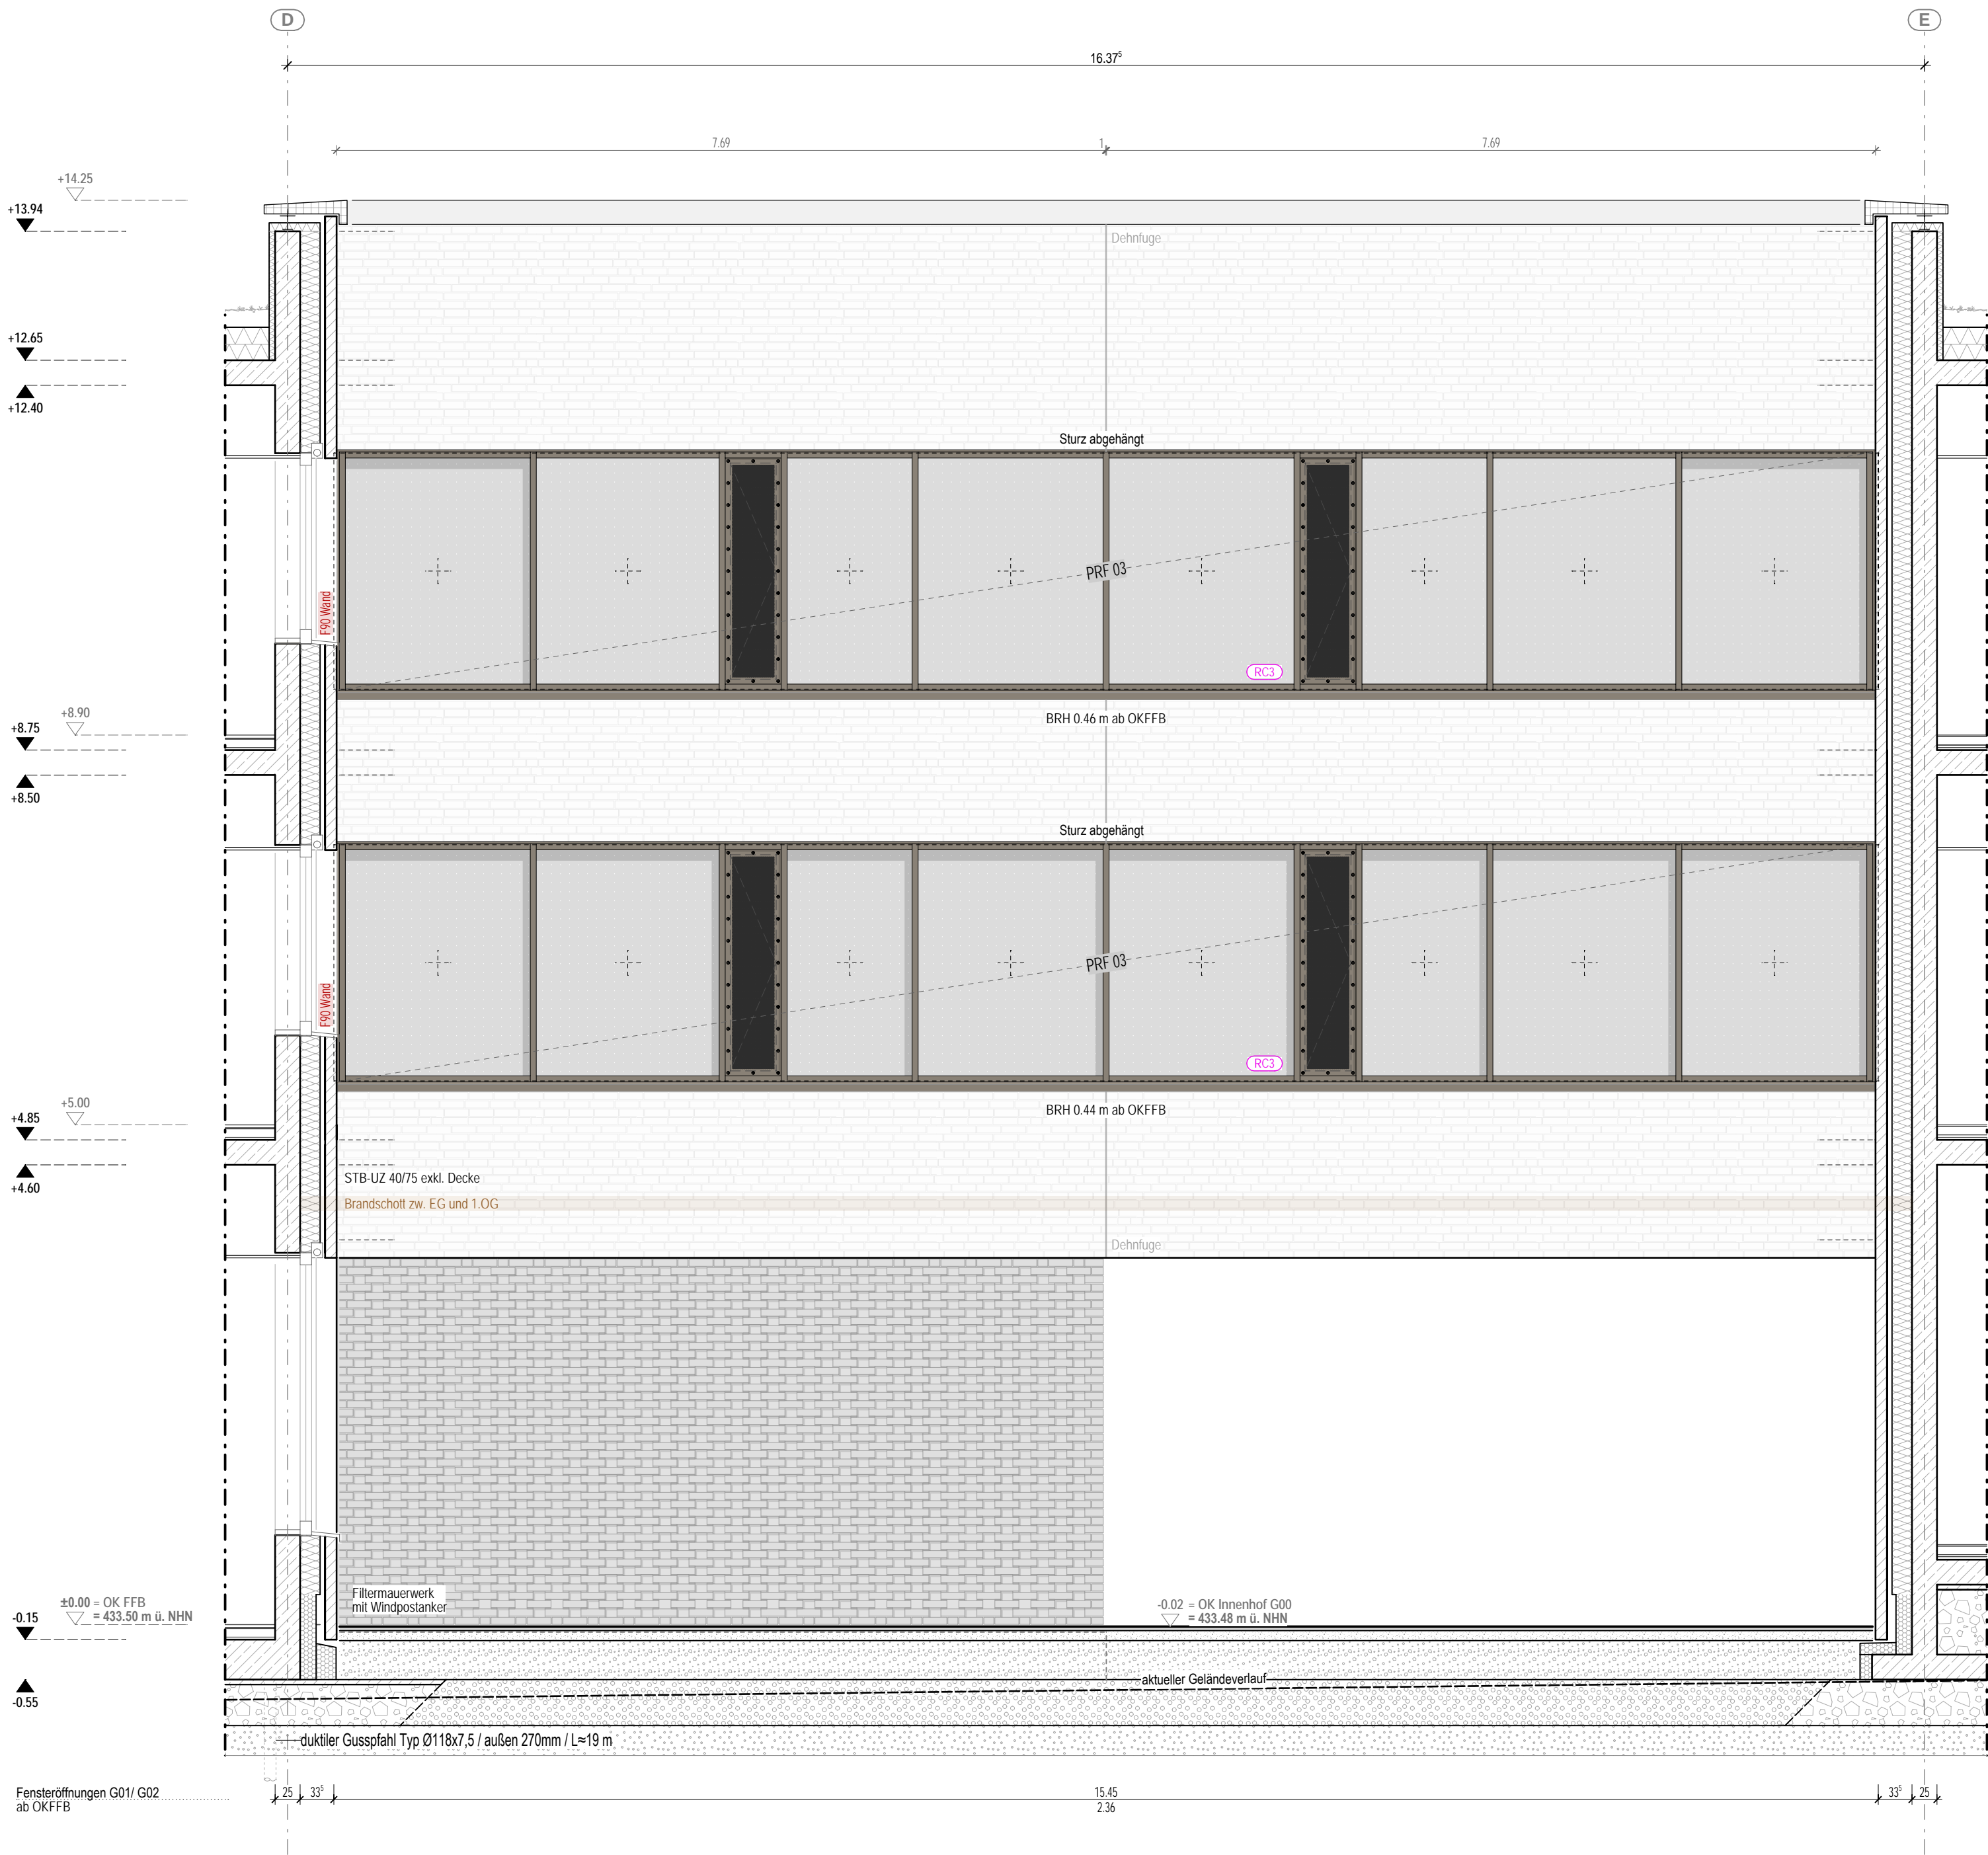 D
E
16.37⁵
7.69
1
7.69
+14.25
+13.94
Dehnfuge
+12.65
+12.40
Sturz abgehängt
PRF 03
F90 Wand
RC3
BRH 0.46 m ab OKFFB
+8.90
+8.75
+8.50
Sturz abgehängt
PRF 03
F90 Wand
RC3
BRH 0.44 m ab OKFFB
+5.00
+4.85
+4.60
STB-UZ 40/75 exkl. Decke
Brandschott zw. EG und 1.OG
Dehnfuge
Filtermauerwerk
mit Windpostanker
±0.00 = OK FFB
= 433.50 m ü. NHN
-0.15
-0.02 = OK Innenhof G00
= 433.48 m ü. NHN
aktueller Geländeverlauf
-0.55
duktiler Gusspfahl Typ Ø118x7,5 / außen 270mm / L≈19 m
Fensteröffnungen G01/ G02
ab OKFFB
25
33⁵
15.45
2.36
33⁵
25